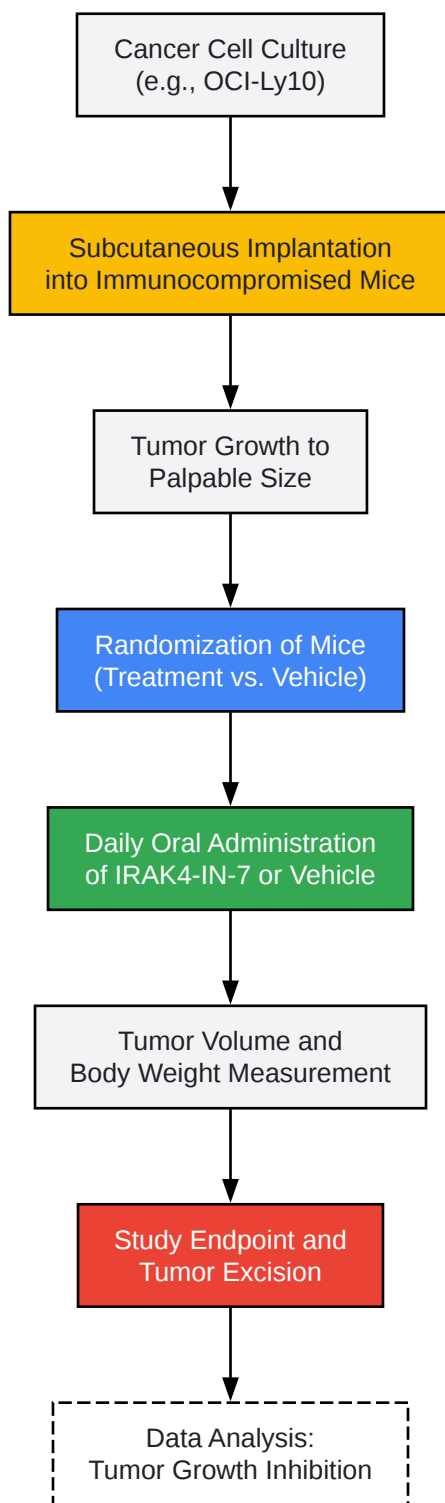 Cancer Cell Culture
(e.g., OCI-Ly10)
Subcutaneous Implantation
into Immunocompromised Mice
Tumor Growth to
Palpable Size
Randomization of Mice
(Treatment vs. Vehicle)
Daily Oral Administration
of IRAK4-IN-7 or Vehicle
Tumor Volume and
Body Weight Measurement
Study Endpoint and
Tumor Excision
Data Analysis:
Tumor Growth Inhibition